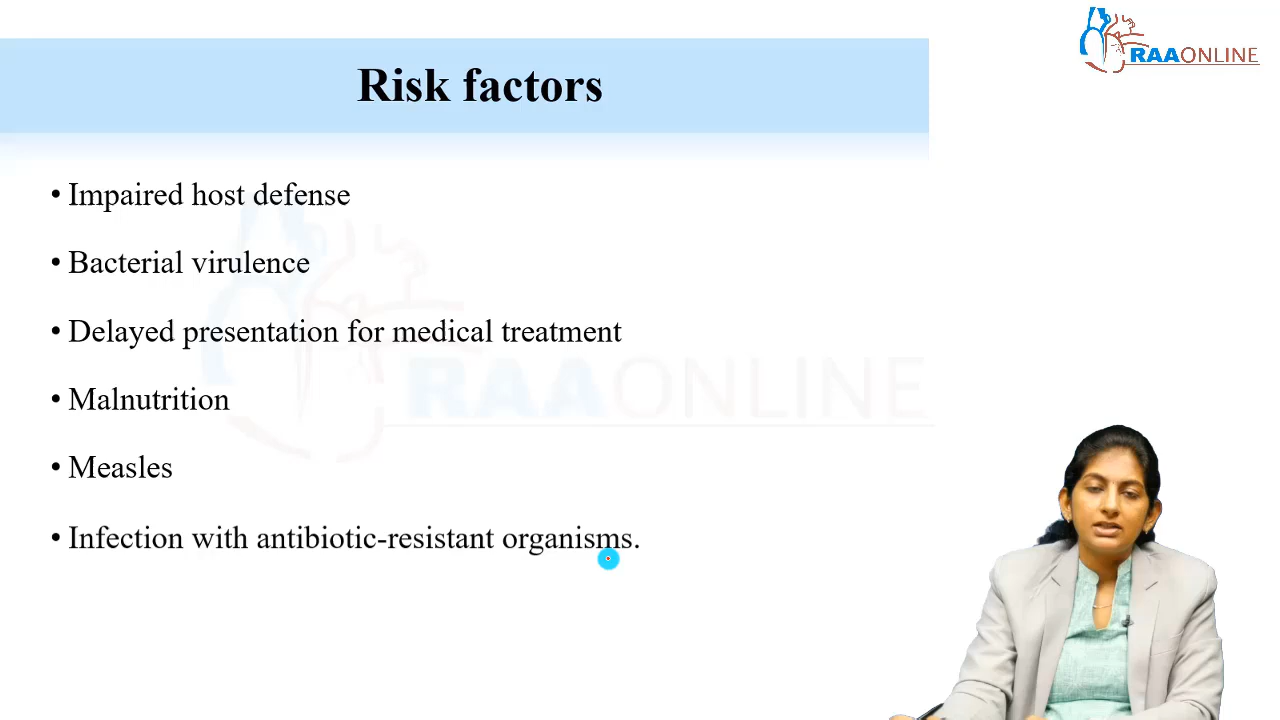 RAAONLINE
Risk factors
• Impaired host defense
• Bacterial virulence
• Delayed presentation for medical treatment
• Malnutrition
• Measles
• Infection with antibiotic-resistant organisms.
RAAONLINE